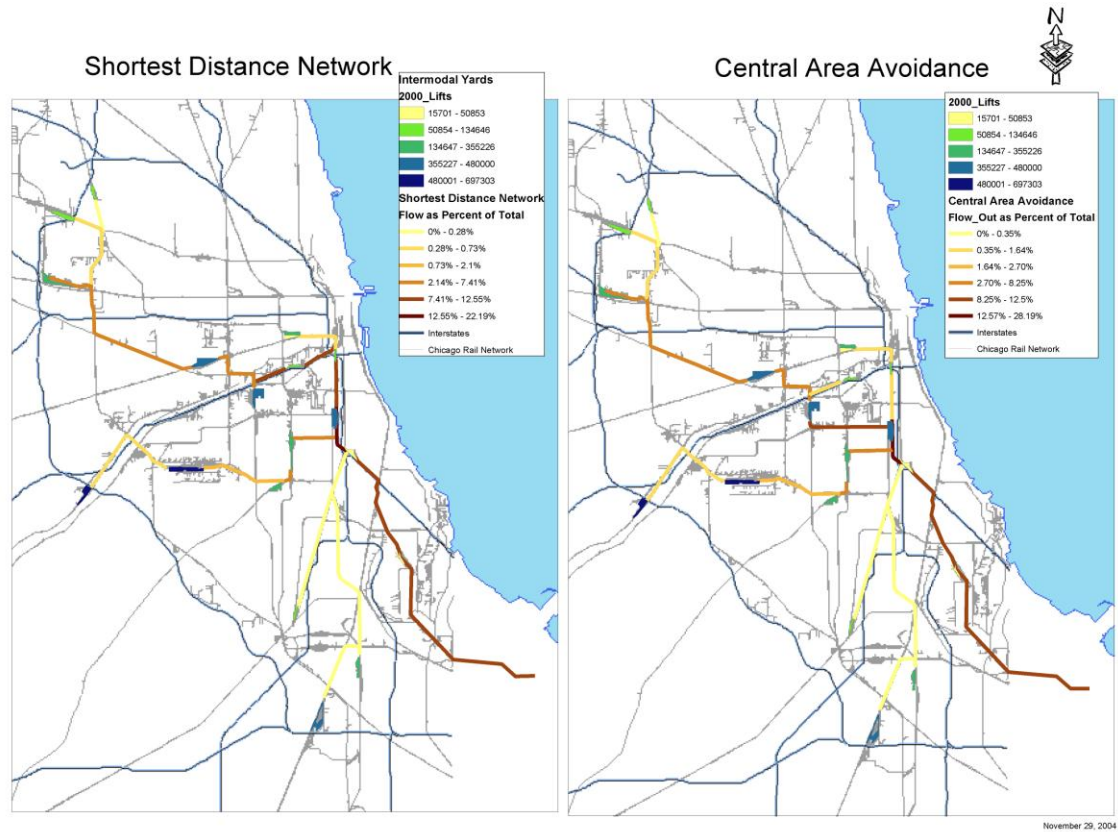 N
Shortest Distance Network
Intermodal Yards
2000_Lifts
15701 - 50853
50854 - 134646
134647 - 355226
355227 - 480000
480001 - 697303
Shortest Distance Network
Flow as Percent of Total
0% - 0.28%
0.28% - 0.73%
0.73% - 2.1%
2.14% - 7.41%
7.41% - 12.55%
12.55% - 22.19%
Interstates
Chicago Rail Network
Central Area Avoidance
2000_Lifts
15701 - 50853
50854 - 134646
134647 - 355226
355227 - 480000
480001 - 697303
Central Area Avoidance
Flow_Out as Percent of Total
0% - 0.35%
0.35% - 1.64%
1.64% - 2.70%
2.70% - 8.25%
8.25% - 12.5%
12.57% - 28.19%
Interstates
Chicago Rail Network
November 29, 2004